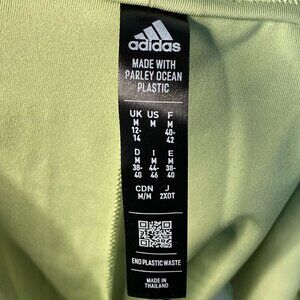 adidas
MADE WITH
PARLEY OCEAN
PLASTIC
UK US F
M M M
12-14 40-42
D I E
M M M
38-40 44-46 38-40
CDN J
M/M 2XOT
END PLASTIC WASTE
MADE IN
THAILAND